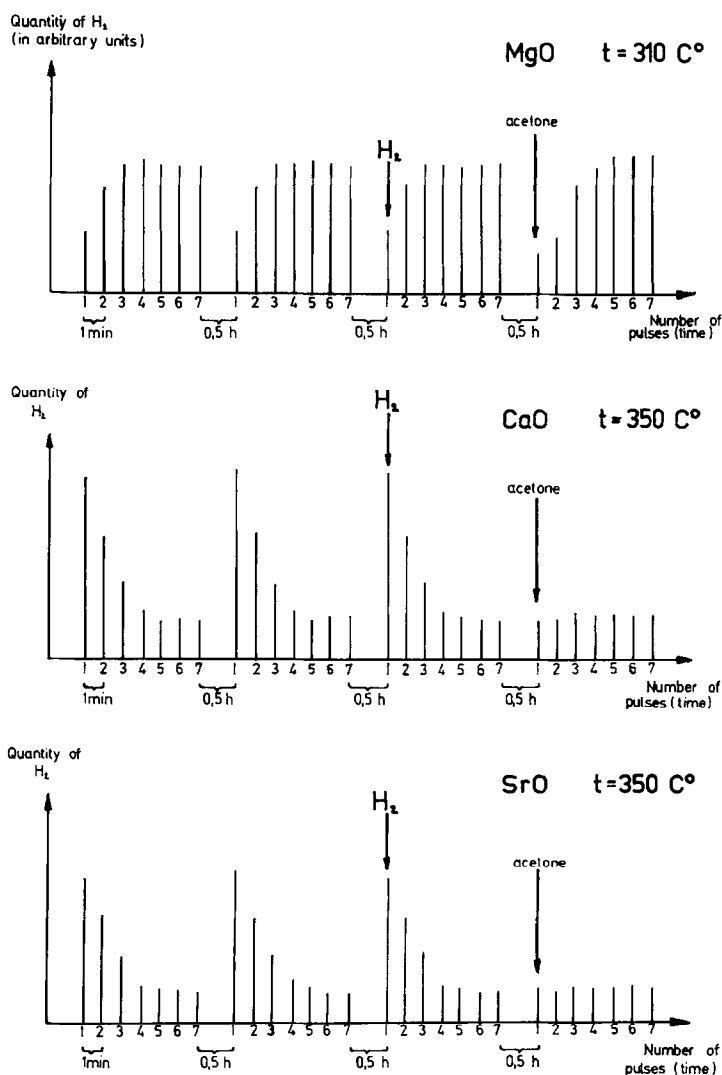 Quantity of H₂
(in arbitrary units)
MgO t = 310 C°
acetone
H₂
1 2 3 4 5 6 7 1 2 3 4 5 6 7 1 2 3 4 5 6 7 1 2 3 4 5 6 7
1min 0,5 h 0,5 h 0,5 h
Number of
pulses (time)
Quantity of
H₂
H₂
CaO t = 350 C°
acetone
1 2 3 4 5 6 7 1 2 3 4 5 6 7 1 2 3 4 5 6 7 1 2 3 4 5 6 7
1min 0,5 h 0,5 h 0,5 h
Number of
pulses (time)
Quantity of
H₂
SrO t = 350 C°
H₂
acetone
1 2 3 4 5 6 7 1 2 3 4 5 6 7 1 2 3 4 5 6 7 1 2 3 4 5 6 7
1min 0,5 h 0,5 h 0,5 h
Number of
pulses (time)